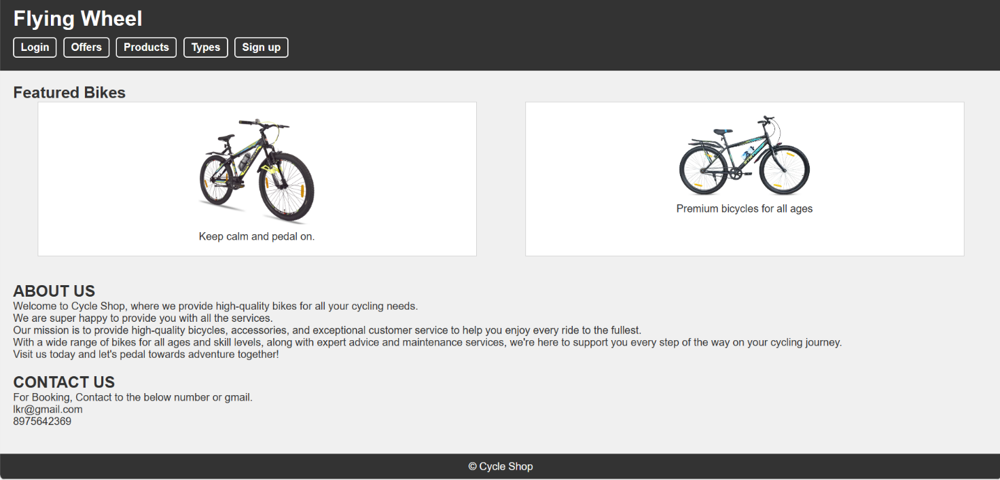 Flying Wheel
Login Offers Products Types Sign up
Featured Bikes
Keep calm and pedal on.
Premium bicycles for all ages
ABOUT US
Welcome to Cycle Shop, where we provide high-quality bikes for all your cycling needs.
We are super happy to provide you with all the services.
Our mission is to provide high-quality bicycles, accessories, and exceptional customer service to help you enjoy every ride to the fullest.
With a wide range of bikes for all ages and skill levels, along with expert advice and maintenance services, we're here to support you every step of the way on your cycling journey.
Visit us today and let's pedal towards adventure together!
CONTACT US
For Booking, Contact to the below number or gmail.
lkr@gmail.com
8975642369
© Cycle Shop